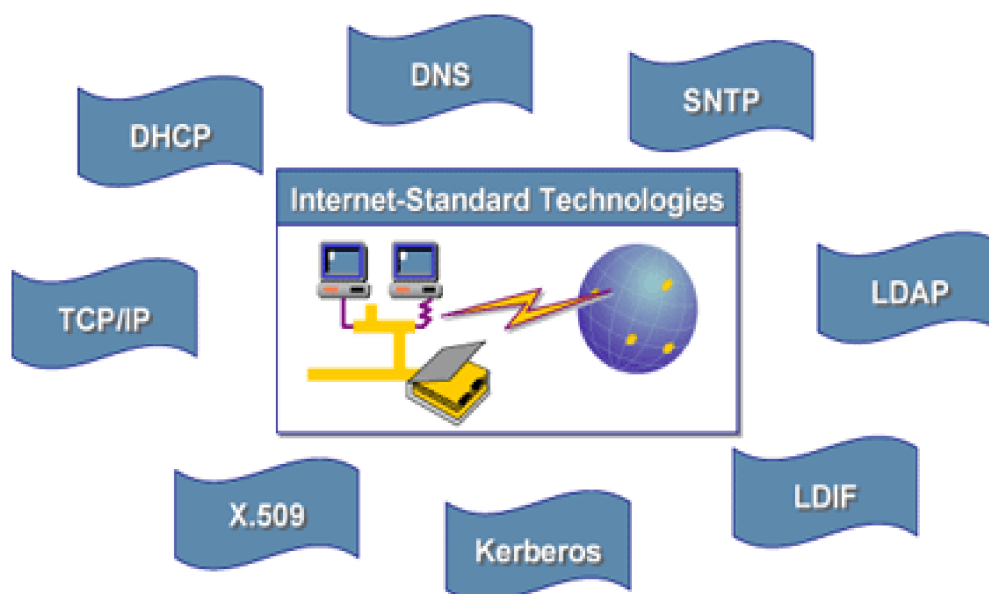 DNS
SNTP
DHCP
Internet-Standard Technologies
TCP/IP
LDAP
X.509
LDIF
Kerberos